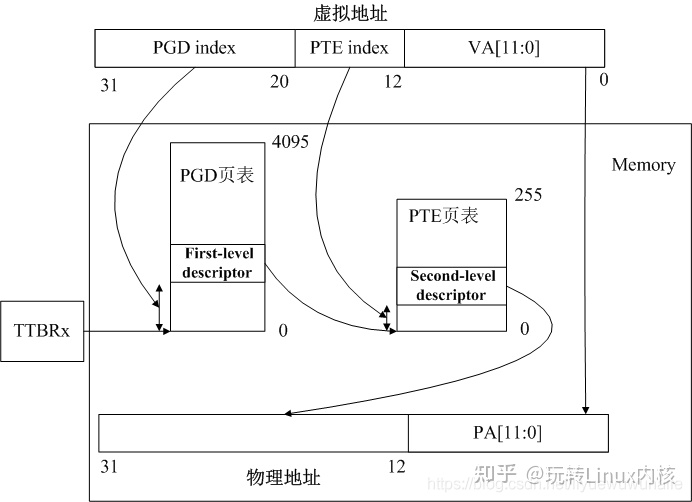 虚拟地址
PGD index
PTE index
VA[11:0]
31
20
12
0
4095
Memory
PGD页表
255
PTE页表
First-level
descriptor
Second-level
descriptor
TTBRx
0
0
PA[11:0]
31
12
物理地址
知乎 @玩转Linux内核